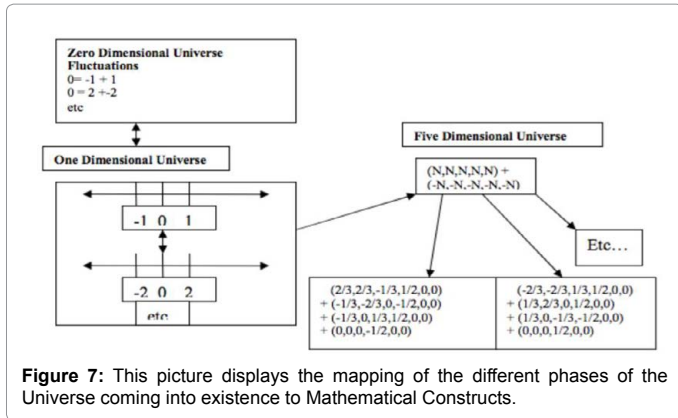 Zero Dimensional Universe
Fluctuations
0= -1 + 1
0 = 2 +-2
etc
One Dimensional Universe
-1 0 1
-2 0 2
etc
Five Dimensional Universe
(N,N,N,N,N) +
(-N,-N,-N,-N,-N)
Etc...
(2/3,2/3,-1/3,1/2,0,0)
+ (-1/3,-2/3,0,-1/2,0,0)
+ (-1/3,0,1/3,1/2,0,0)
+ (0,0,0,-1/2,0,0)
(-2/3,-2/3,1/3,1/2,0,0)
+ (1/3,2/3,0,1/2,0,0)
+ (1/3,0,-1/3,-1/2,0,0)
+ (0,0,0,1/2,0,0)
Figure 7: This picture displays the mapping of the different phases of the
Universe coming into existence to Mathematical Constructs.